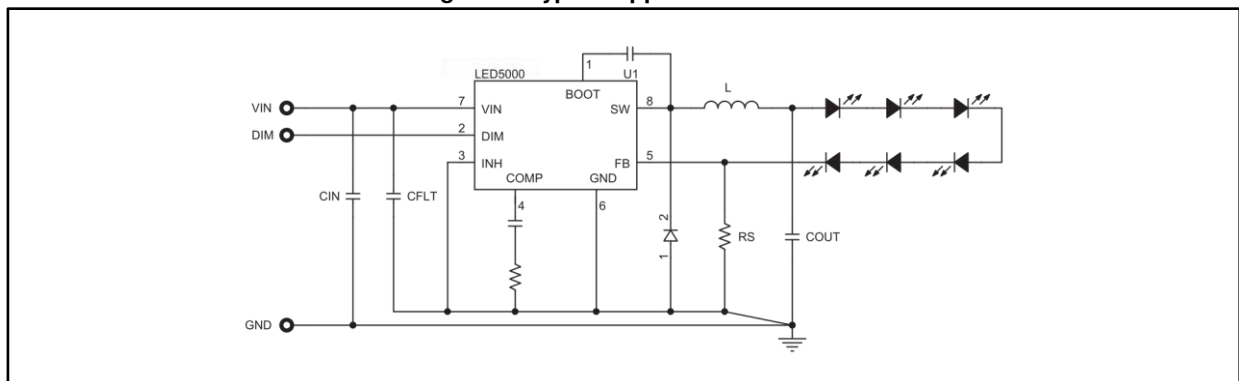 LED5000
1
U1
BOOT
L
VIN
7
VIN
SW
8
DIM
2
DIM
3
INH
FB
5
COMP
GND
CIN
CFLT
4
6
2
1
RS
COUT
GND